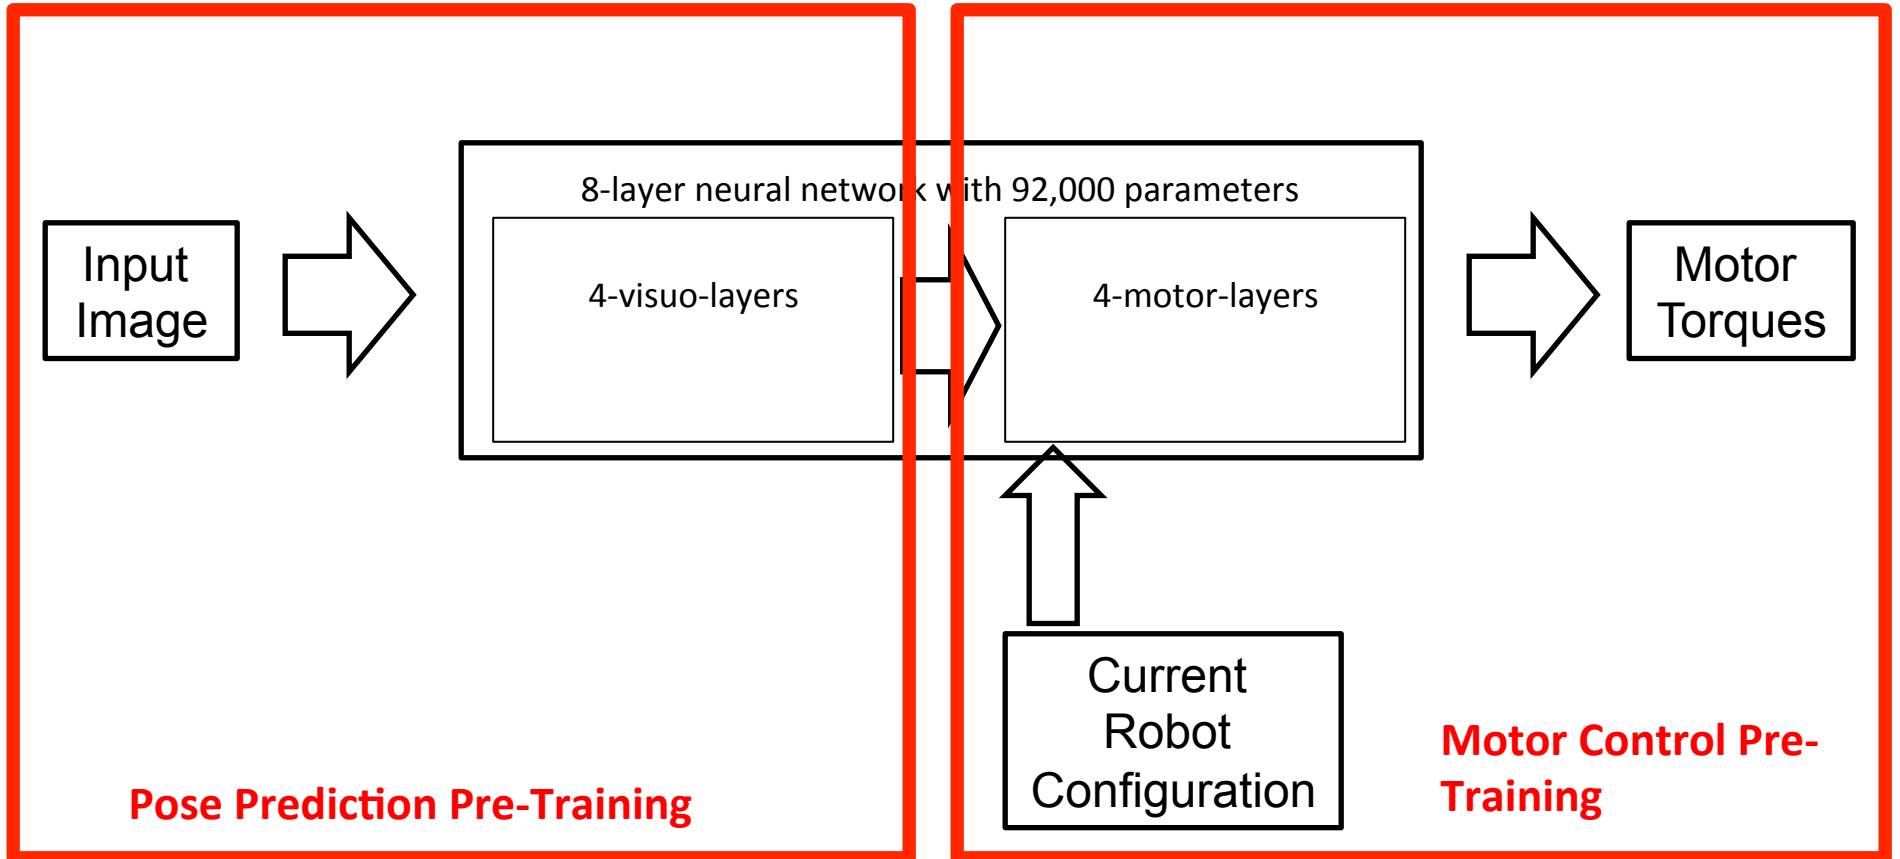 8-layer neural network with 92,000 parameters
Input
Image
4-visuo-layers
4-motor-layers
Motor
Torques
Current
Robot
Configuration
Pose Prediction Pre-Training
Motor Control Pre-
Training